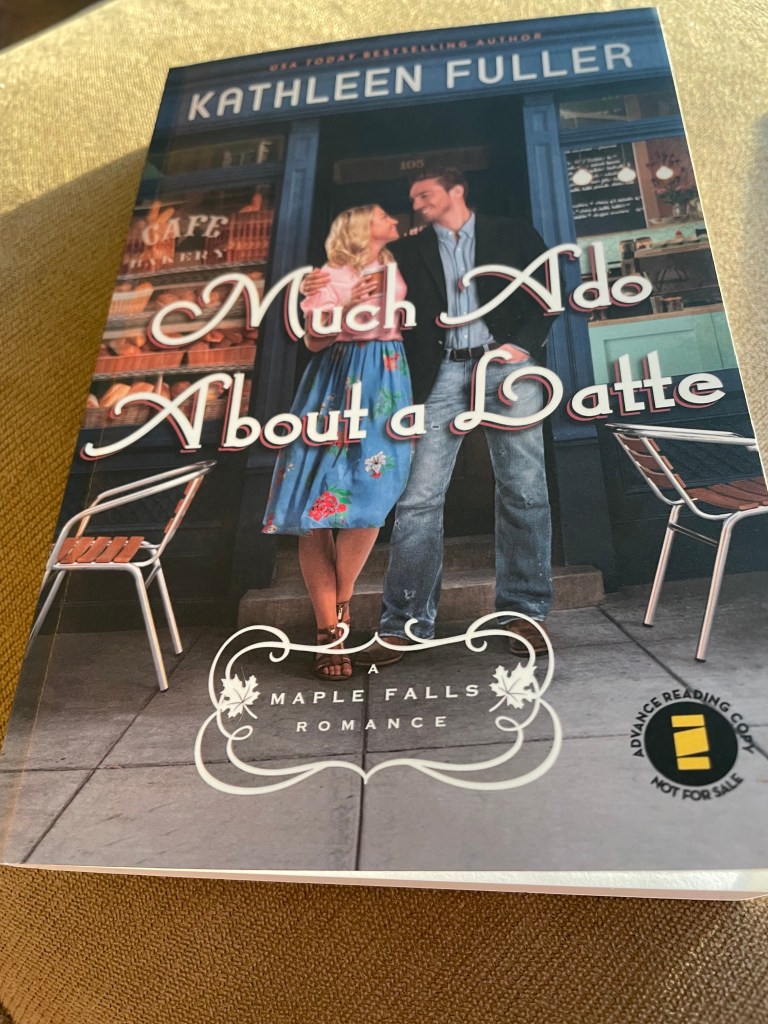 USA TODAY BESTSELLING AUTHOR
KATHLEEN FULLER
105
CAFE
BAKERY
Much Ado
About a Latte
A
MAPLE FALLS
ROMANCE
ADVANCE READING COPY
NOT FOR SALE